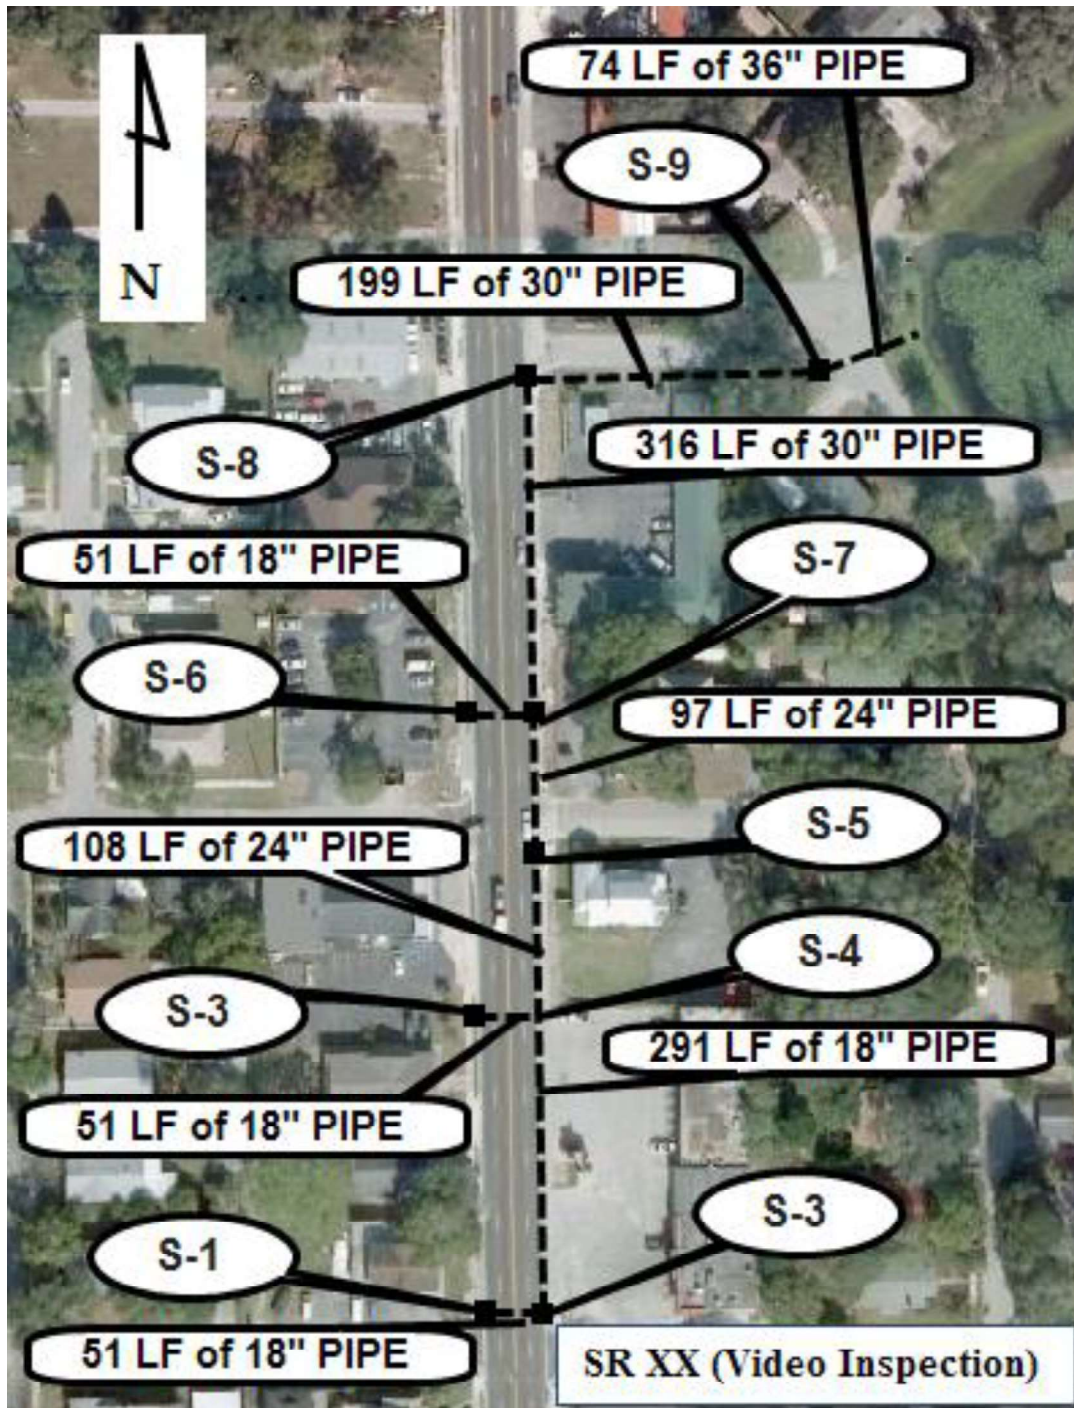 74 LF of 36" PIPE
S-9
N
199 LF of 30" PIPE
316 LF of 30" PIPE
S-8
51 LF of 18" PIPE
S-7
S-6
97 LF of 24" PIPE
S-5
108 LF of 24" PIPE
S-4
S-3
291 LF of 18" PIPE
51 LF of 18" PIPE
S-3
S-1
51 LF of 18" PIPE
SR XX (Video Inspection)